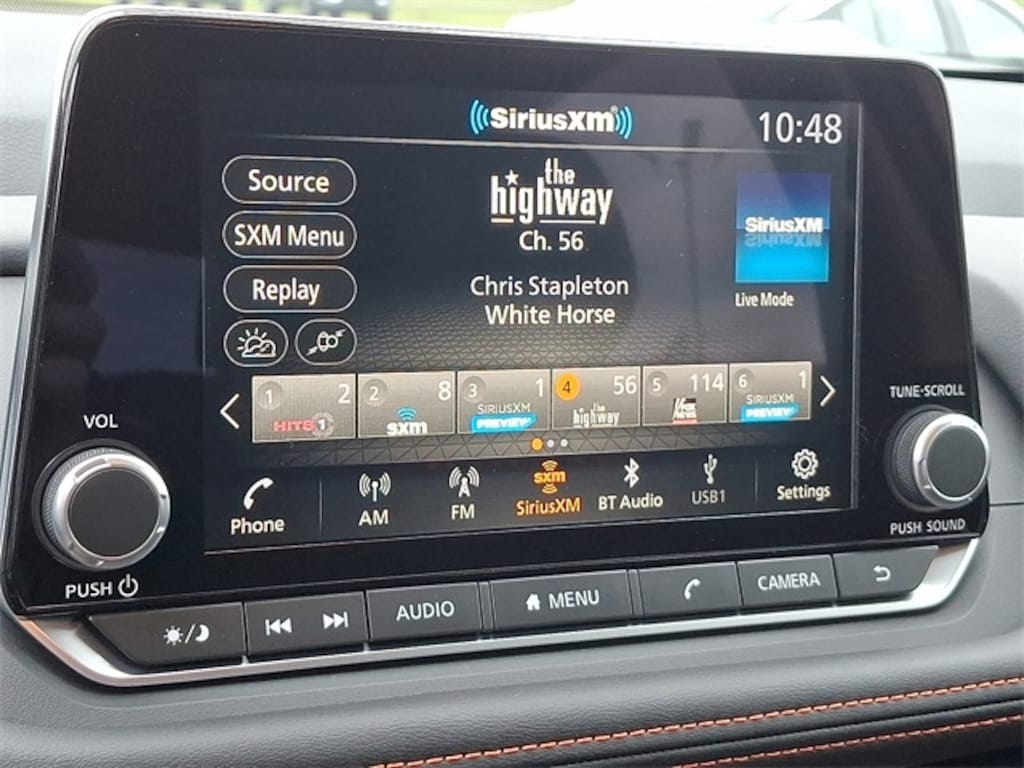 SiriusXM
10:48
Source
SXM Menu
Replay
the
highway
Ch. 56
Chris Stapleton
White Horse
SiriusXM
Live Mode
1 2
HITS 1
2 8
sxm
3 1
SIRIUSXM
PREVIEW
4 56
the
highway
5 114
FOX
NEWS
6 1
SIRIUSXM
PREVIEW
Phone
AM
FM
sxm
SiriusXM
BT Audio
USB1
Settings
VOL
PUSH
TUNE·SCROLL
PUSH SOUND
AUDIO
MENU
CAMERA